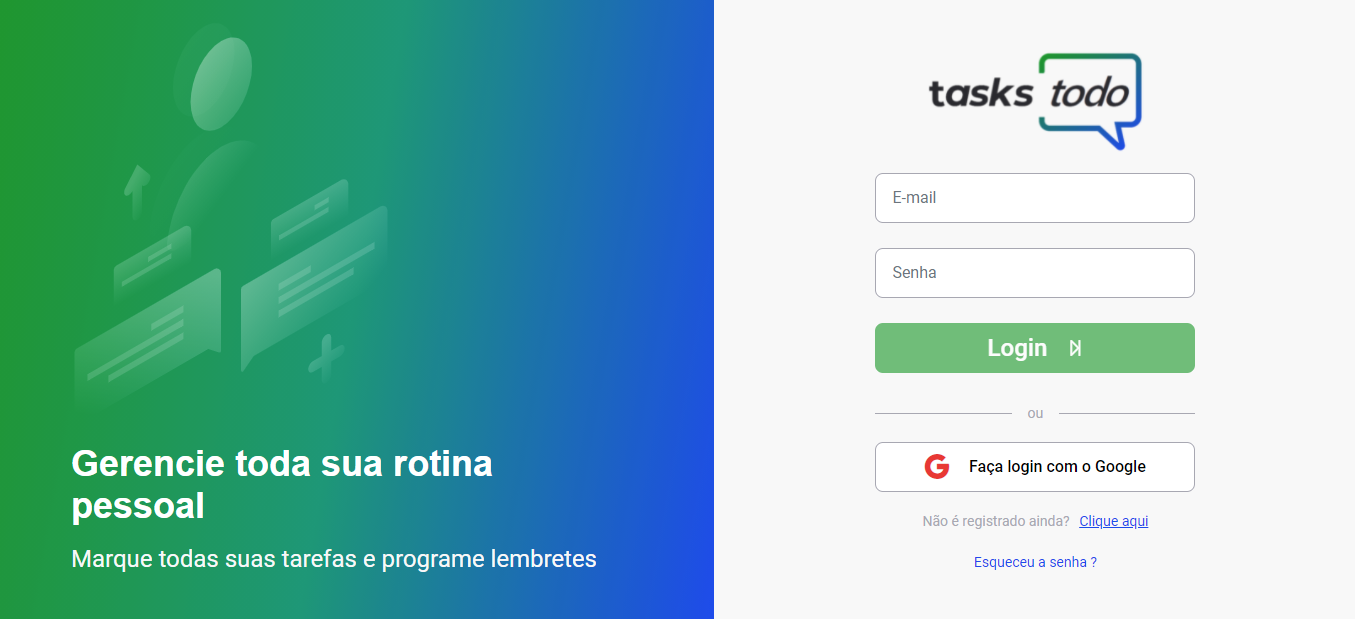 Gerencie toda sua rotina
pessoal
Marque todas suas tarefas e programe lembretes
tasks todo
E-mail
Senha
Login
ou
G Faça login com o Google
Não é registrado ainda? Clique aqui
Esqueceu a senha ?